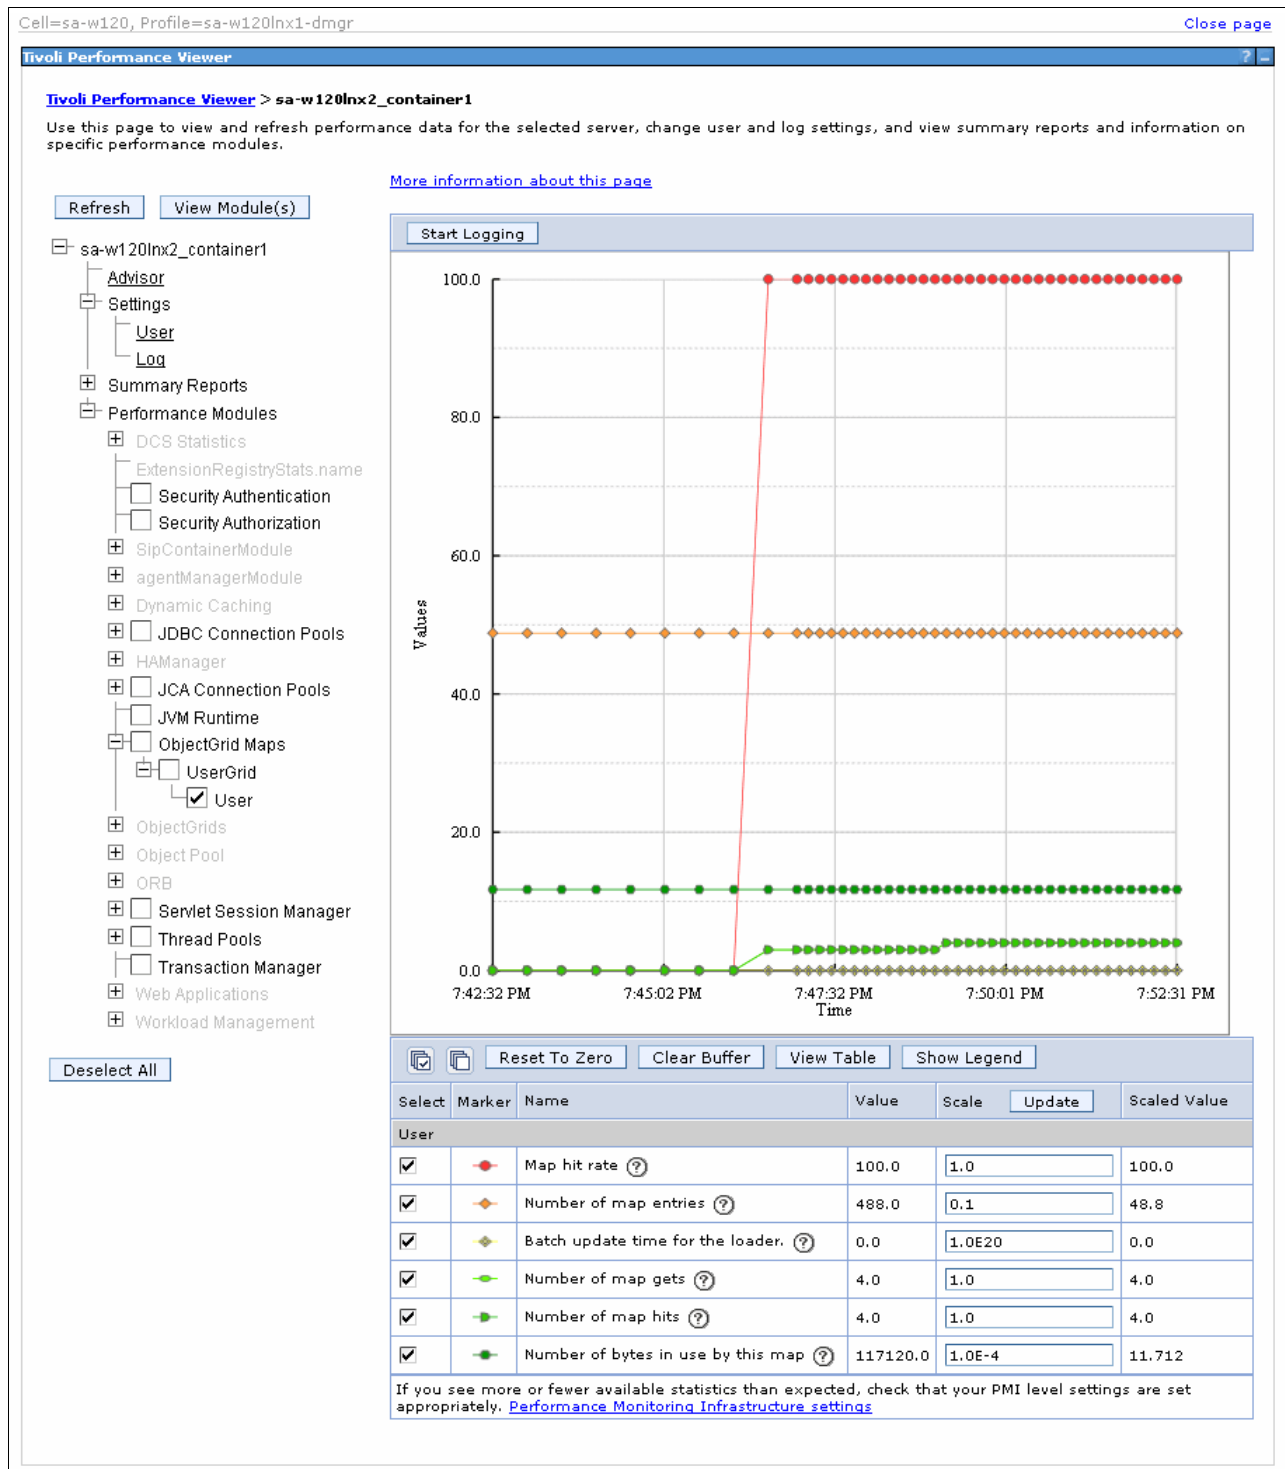 Cell=sa-w120, Profile=sa-w120lnx1-dmgr
Close page
Tivoli Performance Viewer
? -
Tivoli Performance Viewer > sa-w120lnx2_container1
Use this page to view and refresh performance data for the selected server, change user and log settings, and view summary reports and information on
specific performance modules.
More information about this page
Refresh
View Module(s)
Start Logging
sa-w120lnx2_container1
Advisor
Settings
User
Log
Summary Reports
Performance Modules
DCS Statistics
ExtensionRegistryStats.name
Security Authentication
Security Authorization
SipContainerModule
agentManagerModule
Dynamic Caching
JDBC Connection Pools
HAManager
JCA Connection Pools
JVM Runtime
ObjectGrid Maps
UserGrid
User
ObjectGrids
Object Pool
ORB
Servlet Session Manager
Thread Pools
Transaction Manager
Web Applications
Workload Management
Deselect All
100.0
80.0
60.0
40.0
20.0
0.0
Values
7:42:32 PM 7:45:02 PM 7:47:32 PM 7:50:01 PM 7:52:31 PM
Time
Reset To Zero Clear Buffer View Table Show Legend
Select Marker Name Value Scale Update Scaled Value
User
Map hit rate ? 100.0 1.0 100.0
Number of map entries ? 488.0 0.1 48.8
Batch update time for the loader. ? 0.0 1.0E20 0.0
Number of map gets ? 4.0 1.0 4.0
Number of map hits ? 4.0 1.0 4.0
Number of bytes in use by this map ? 117120.0 1.0E-4 11.712
If you see more or fewer available statistics than expected, check that your PMI level settings are set
appropriately. Performance Monitoring Infrastructure settings